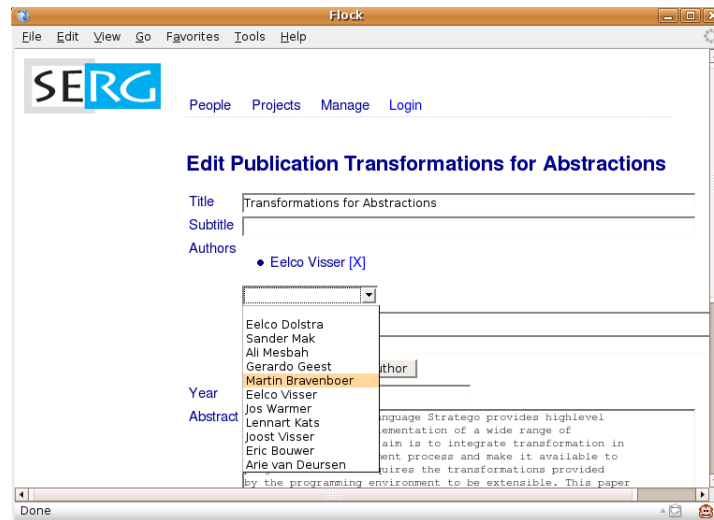 Flock
File Edit View Go Favorites Tools Help
SERG
People Projects Manage Login
Edit Publication Transformations for Abstractions
Title Transformations for Abstractions
Subtitle
Authors
• Eelco Visser [X]
Eelco Dolstra
Sander Mak
Ali Mesbah
Gerardo Geest
uthor
Martin Bravenboer
Year Eelco Visser
Jos Warmer
Abstract nguage Stratego provides highlevel
Lennart Kats
ementation of a wide range of
Joost Visser
aim is to integrate transformation in
Eric Bouwer
ent process and make it available to
Arie van Deursen
uires the transformations provided
by the programming environment to be extensible. This paper
Done